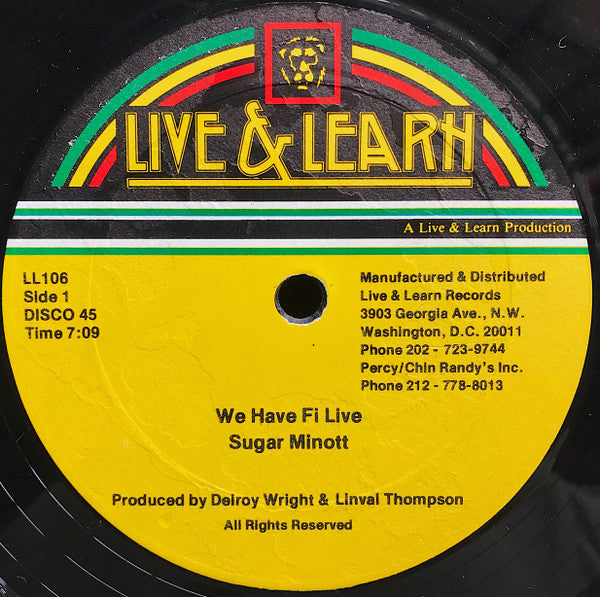 LIVE & LEARN
A Live & Learn Production
LL106
Side 1
DISCO 45
Time 7:09
Manufactured & Distributed
Live & Learn Records
3903 Georgia Ave., N.W.
Washington, D.C. 20011
Phone 202 - 723-9744
Percy/Chin Randy's Inc.
Phone 212 - 778-8013
We Have Fi Live
Sugar Minott
Produced by Delroy Wright & Linval Thompson
All Rights Reserved